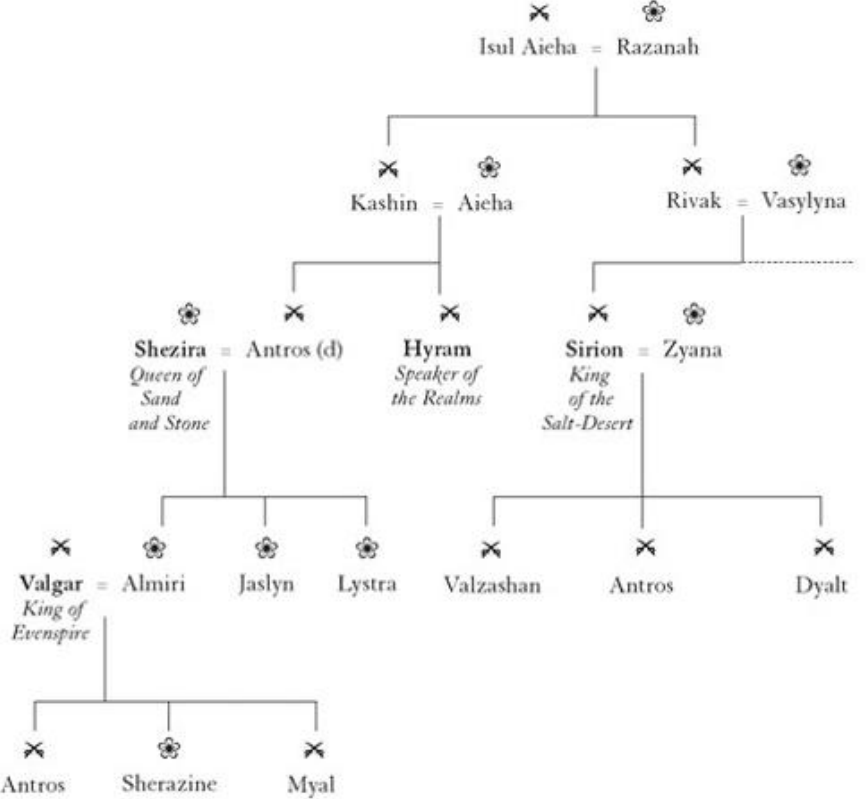 Isul Aieha = Razanah
Kashin = Aieha
Rivak = Vasylyna
Shezira = Antros (d)
Queen of
Sand
and Stone
Hyram
Speaker of
the Realms
Sirion = Zyana
King
of the
Salt-Desert
Valgar = Almiri
King of
Evenspire
Jaslyn
Lystra
Valzashan
Antros
Dyalt
Antros
Sherazine
Myal